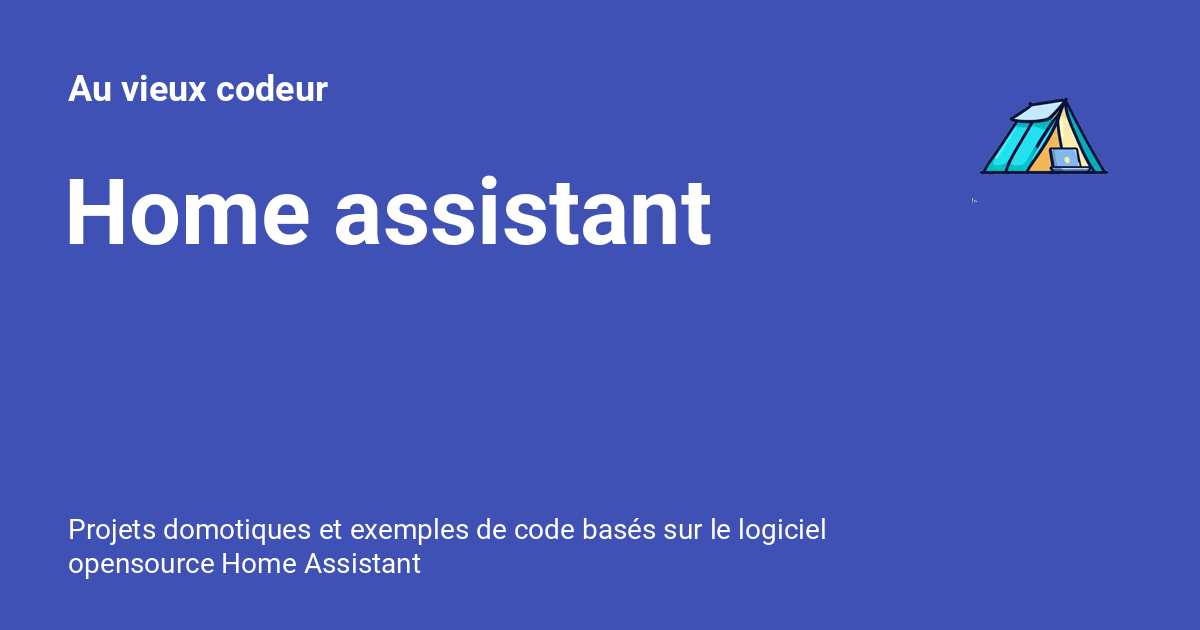 Au vieux codeur
Home assistant
Projets domotiques et exemples de code basés sur le logiciel
opensource Home Assistant